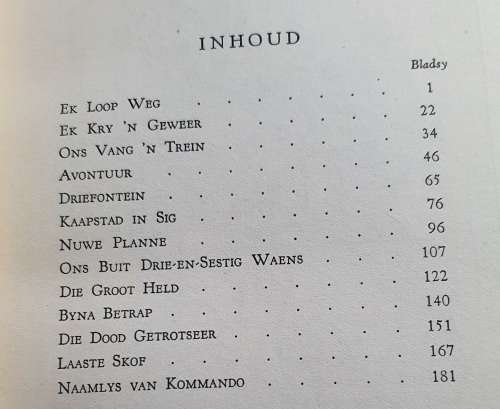 INHOUD
Bladsy
EK LOOP WEG . . . . . . 1
EK KRY 'N GEWEER . . . . . 22
ONS VANG 'N TREIN . . . . . 34
AVONTUUR . . . . . . 46
DRIEFONTEIN . . . . . . 65
KAAPSTAD IN SIG . . . . . 76
NUWE PLANNE . . . . . . 96
ONS BUIT DRIE-EN-SESTIG WAENS . . . 107
DIE GROOT HELD . . . . . . 122
BYNA BETRAP . . . . . . 140
DIE DOOD GETROTSEER . . . . . 151
LAASTE SKOF . . . . . . . 167
NAAMLYS VAN KOMMANDO . . . . . 181